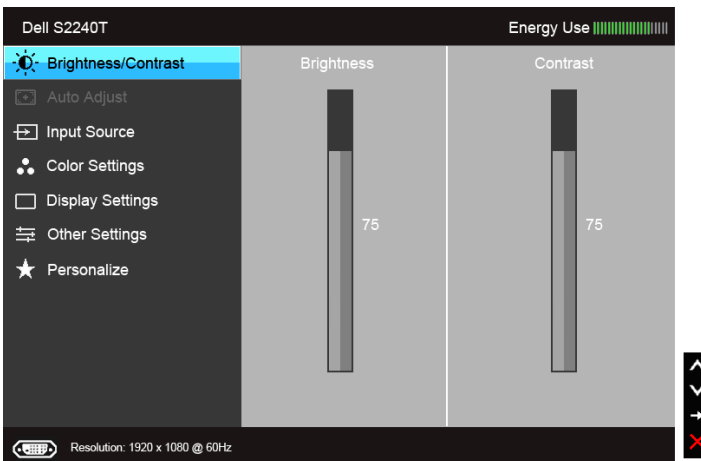 Dell S2240T
Energy Use
Brightness/Contrast
Brightness
Contrast
Auto Adjust
Input Source
Color Settings
Display Settings
75
75
Other Settings
Personalize
Resolution: 1920 x 1080 @ 60Hz